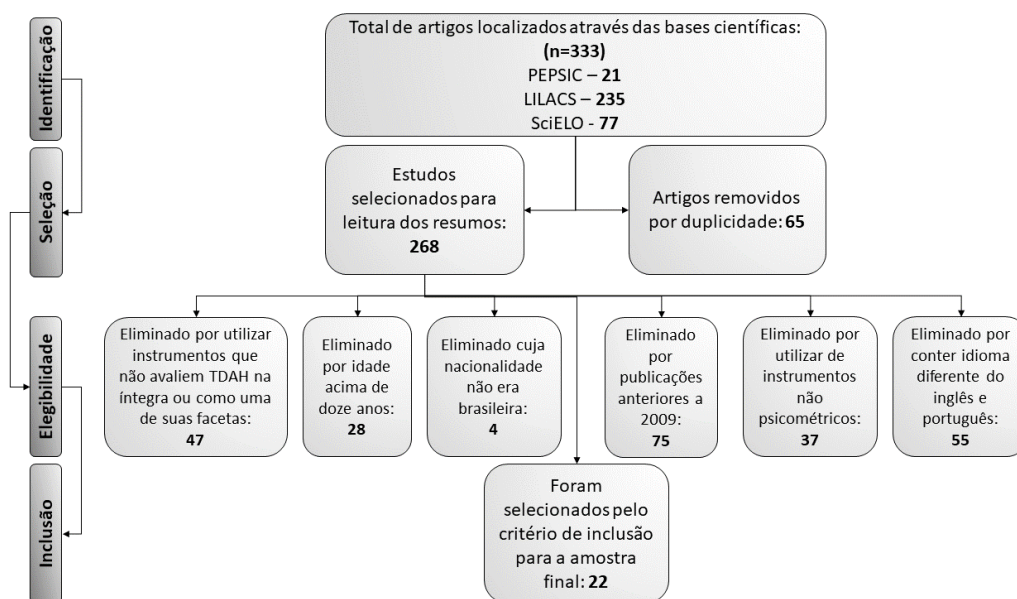 Identificação
Total de artigos localizados através das bases científicas:
(n=333)
PEPSIC – 21
LILACS – 235
SciELO - 77
Seleção
Estudos
selecionados para
leitura dos resumos:
268
Artigos removidos
por duplicidade: 65
Elegibilidade
Eliminado por utilizar
instrumentos que
não avaliem TDAH na
íntegra ou como uma
de suas facetas:
47
Eliminado
por idade
acima de
doze anos:
28
Eliminado cuja
nacionalidade
não era
brasileira:
4
Eliminado
por
publicações
anteriores a
2009:
75
Eliminado por
utilizar de
instrumentos
não
psicométricos:
37
Eliminado por
conter idioma
diferente do
inglês e
português:
55
Inclusão
Foram
selecionados pelo
critério de inclusão
para a amostra
final: 22